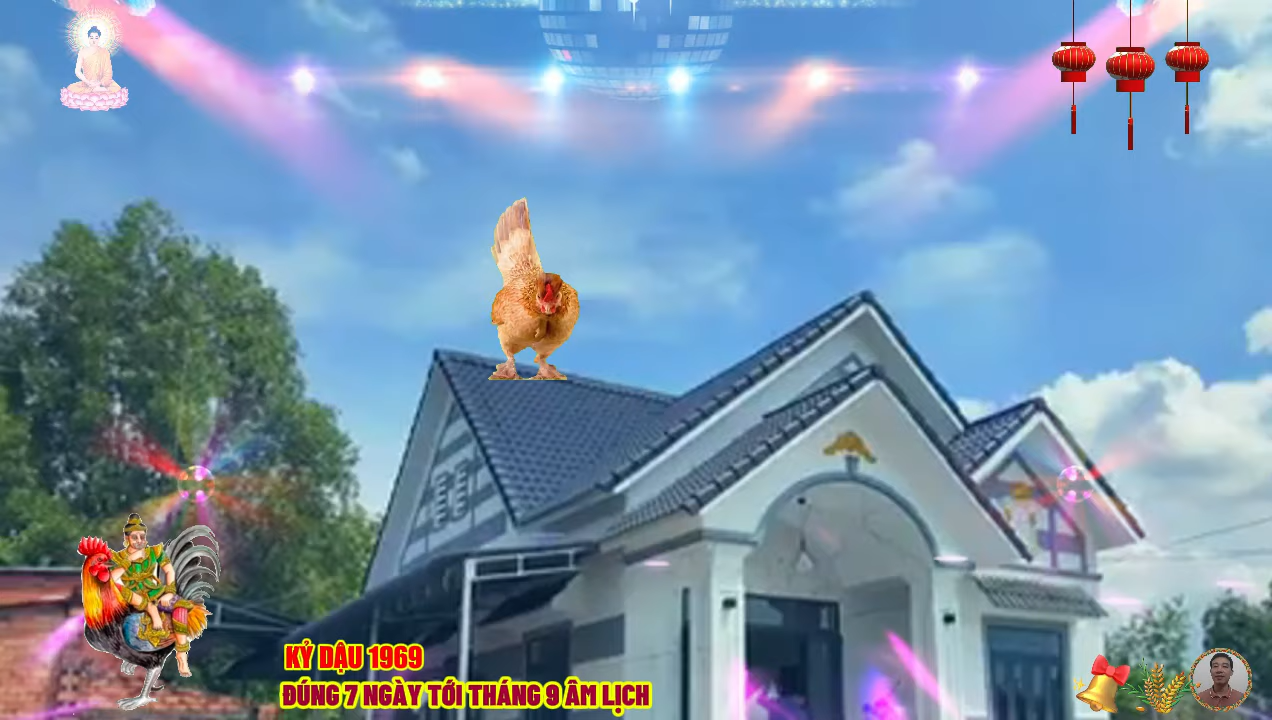 KỶ DẬU 1969
ĐÚNG 7 NGÀY TỚI THÁNG 9 ÂM LỊCH